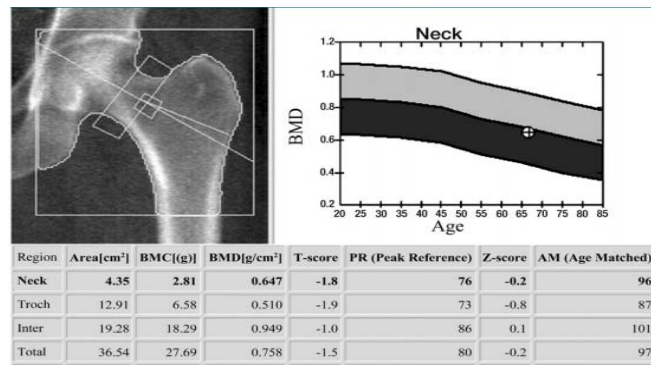 Neck
BMD
1.2
1.0
0.8
0.6
0.4
0.2
20 25 30 35 40 45 50 55 60 65 70 75 80 85
Age
Region Area[cm²] BMC[(g)] BMD[g/cm²] T-score PR (Peak Reference) Z-score AM (Age Matched)
Neck 4.35 2.81 0.647 -1.8 76 -0.2 96
Troch 12.91 6.58 0.510 -1.9 73 -0.8 87
Inter 19.28 18.29 0.949 -1.0 86 0.1 101
Total 36.54 27.69 0.758 -1.5 80 -0.2 97